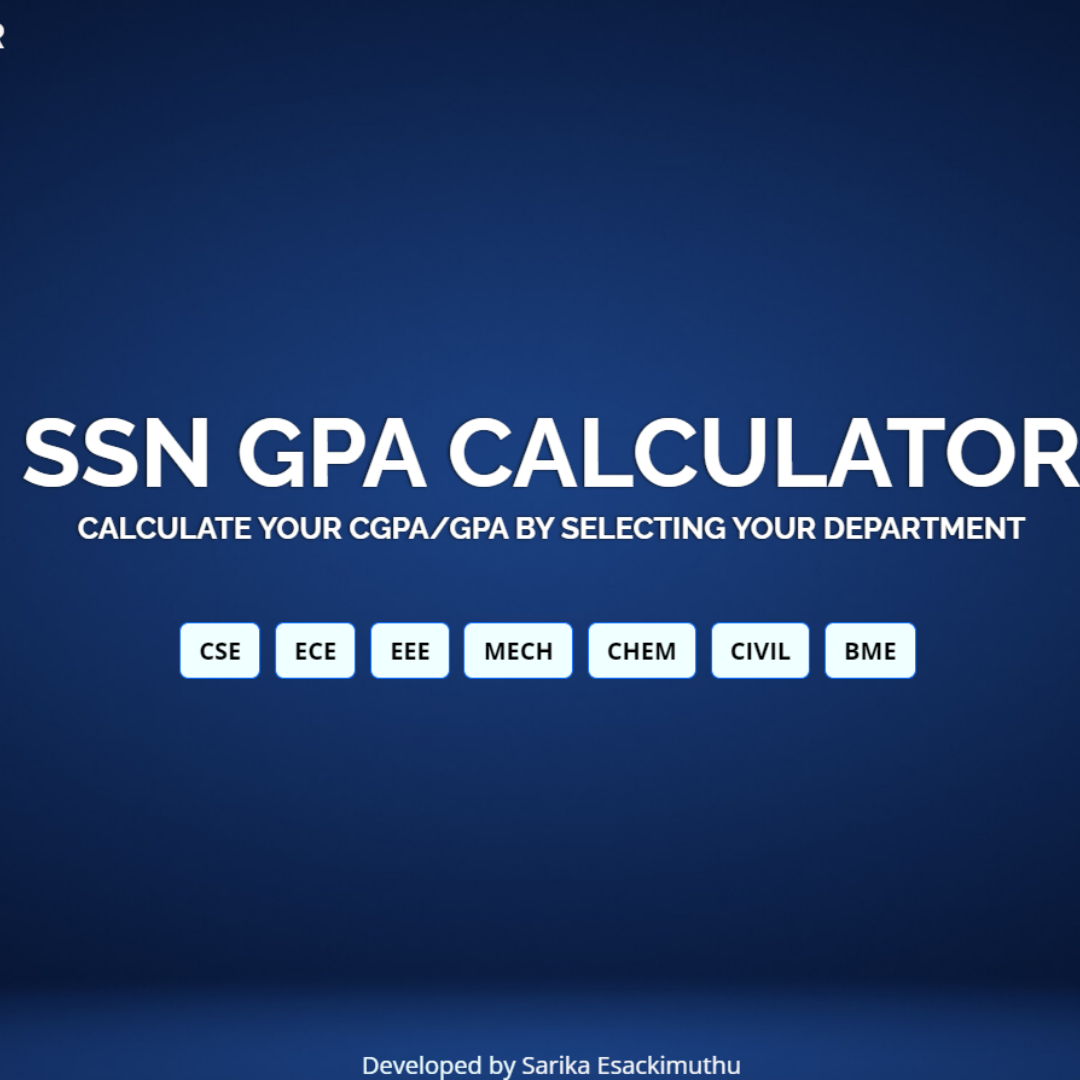 SSN GPA CALCULATOR
CALCULATE YOUR CGPA/GPA BY SELECTING YOUR DEPARTMENT
CSE ECE EEE MECH CHEM CIVIL BME
Developed by Sarika Esackimuthu